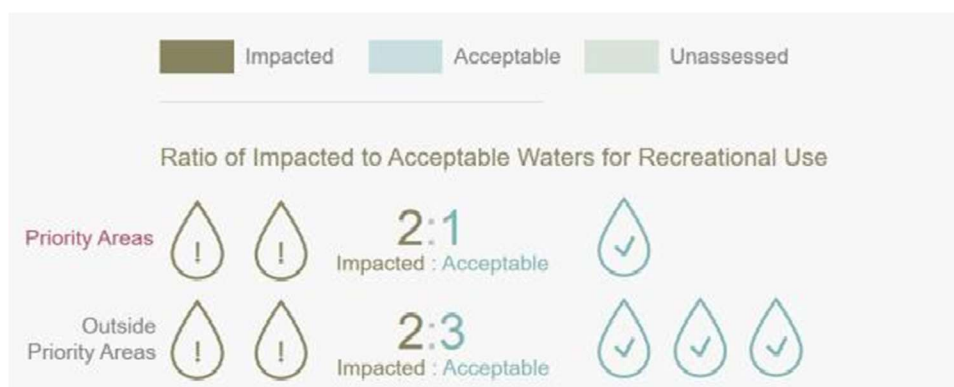 Impacted Acceptable Unassessed
Ratio of Impacted to Acceptable Waters for Recreational Use
Priority Areas ! ! 2:1
Impacted : Acceptable
Outside
Priority Areas ! ! 2:3
Impacted : Acceptable